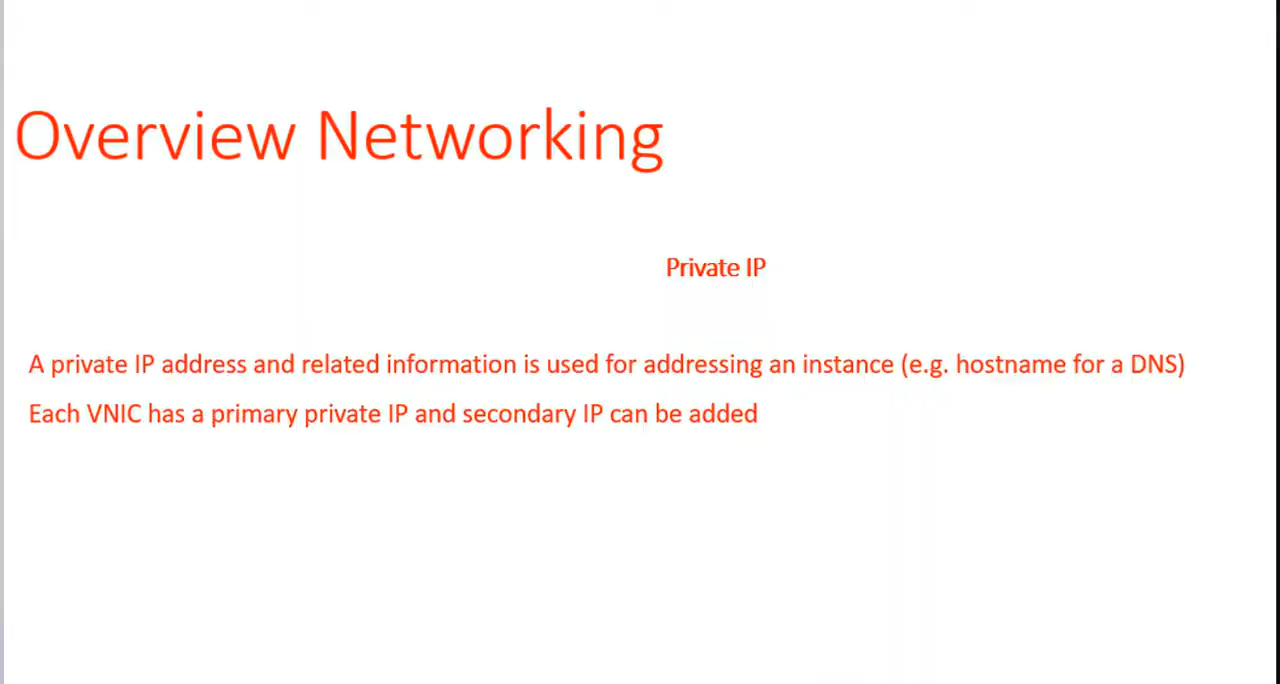 Overview Networking
Private IP
A private IP address and related information is used for addressing an instance (e.g. hostname for a DNS)
Each VNIC has a primary private IP and secondary IP can be added